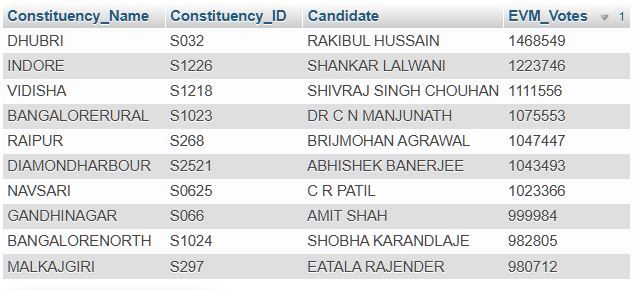 Constituency_Name Constituency_ID Candidate EVM_Votes 1
DHUBRI S032 RAKIBUL HUSSAIN 1468549
INDORE S1226 SHANKAR LALWANI 1223746
VIDISHA S1218 SHIVRAJ SINGH CHOUHAN 1111556
BANGALORERURAL S1023 DR C N MANJUNATH 1075553
RAIPUR S268 BRIJMOHAN AGRAWAL 1047447
DIAMONDHARBOUR S2521 ABHISHEK BANERJEE 1043493
NAVSARI S0625 C R PATIL 1023366
GANDHINAGAR S066 AMIT SHAH 999984
BANGALORENORTH S1024 SHOBHA KARANDLAJE 982805
MALKAJGIRI S297 EATALA RAJENDER 980712